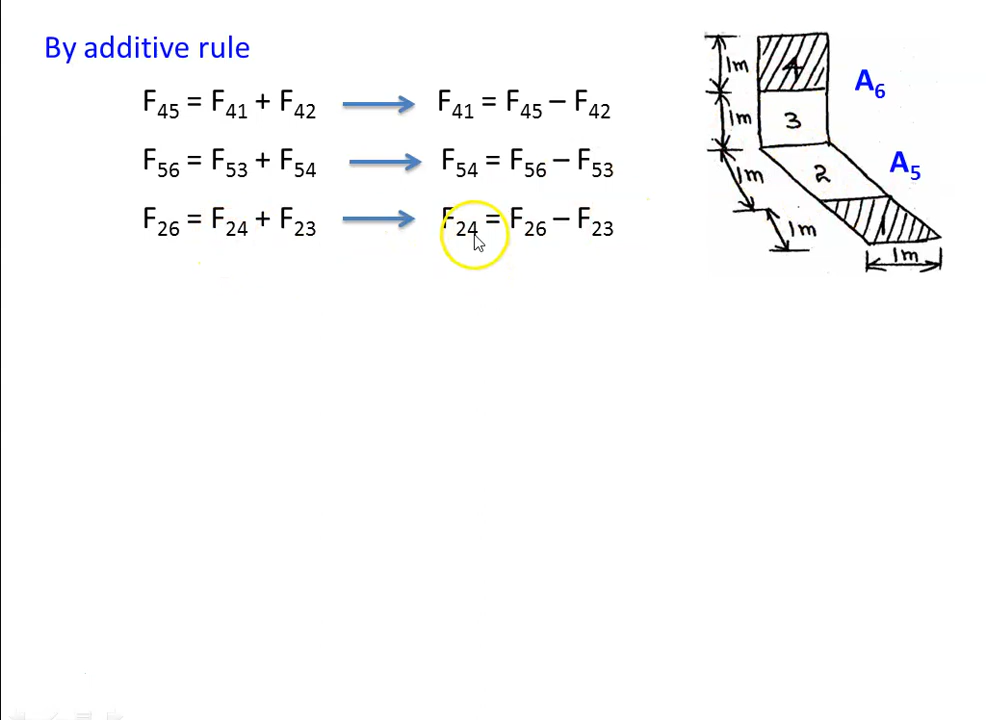 By additive rule
F45 = F41 + F42 → F41 = F45 – F42
F56 = F53 + F54 → F54 = F56 – F53
F26 = F24 + F23 → F24 = F26 – F23
1m
4
A6
1m
3
1m
2
A5
1m
1
1m